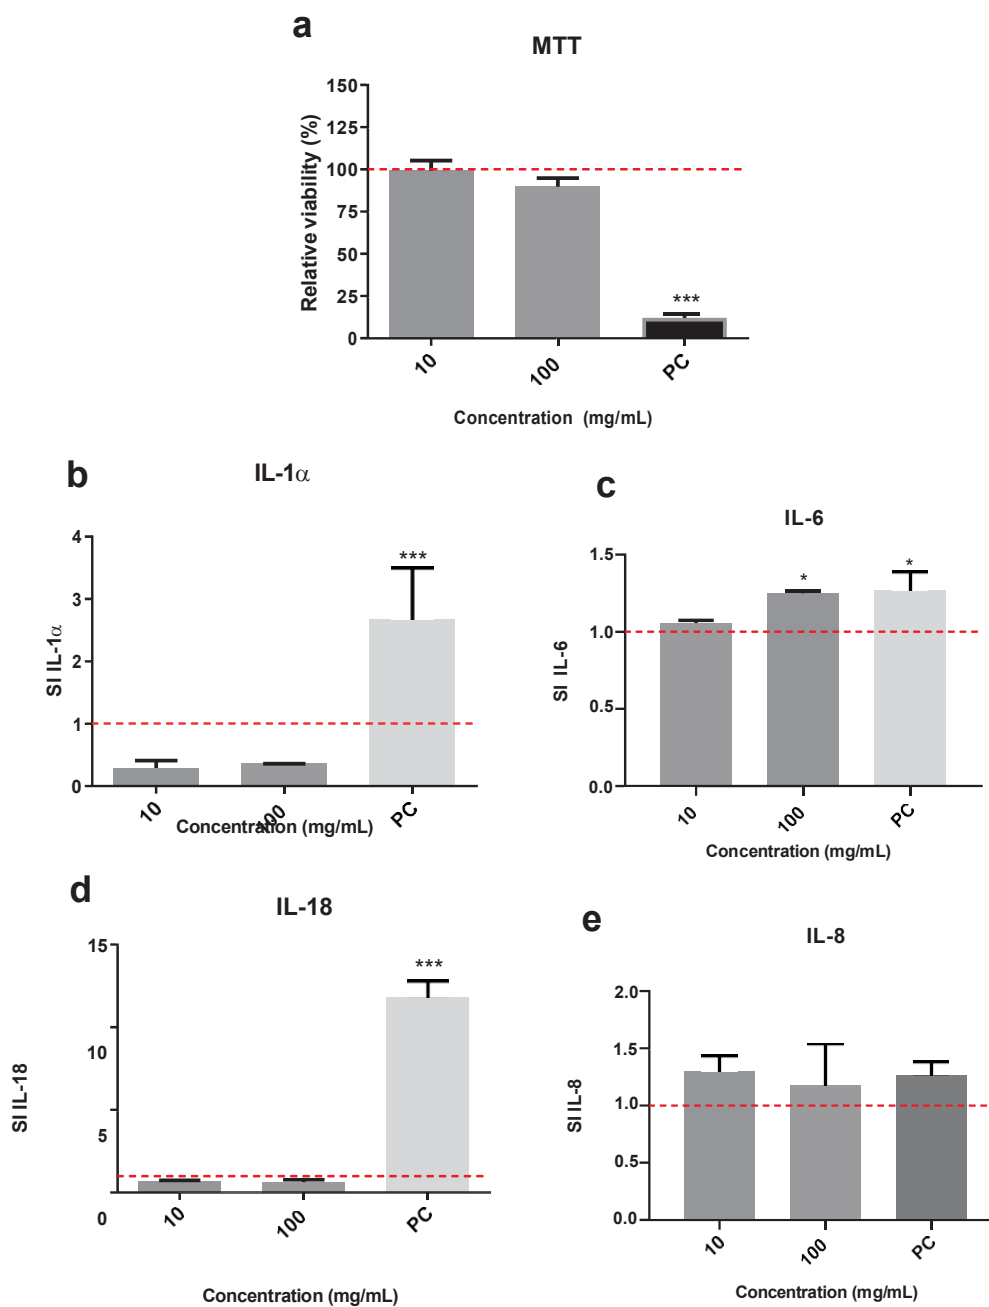 a
MTT
Relative viability (%)
150
125
100
75
50
25
0
***
10
100
PC
Concentration (mg/mL)
b
IL-1α
SI IL-1α
4
3
2
1
0
***
10
100
PC
Concentration (mg/mL)
c
IL-6
SI IL-6
1.5
1.0
0.5
0.0
*
*
10
100
PC
Concentration (mg/mL)
d
IL-18
SI IL-18
15
10
5
0
***
10
100
PC
Concentration (mg/mL)
e
IL-8
SI IL-8
2.0
1.5
1.0
0.5
0.0
10
100
PC
Concentration (mg/mL)